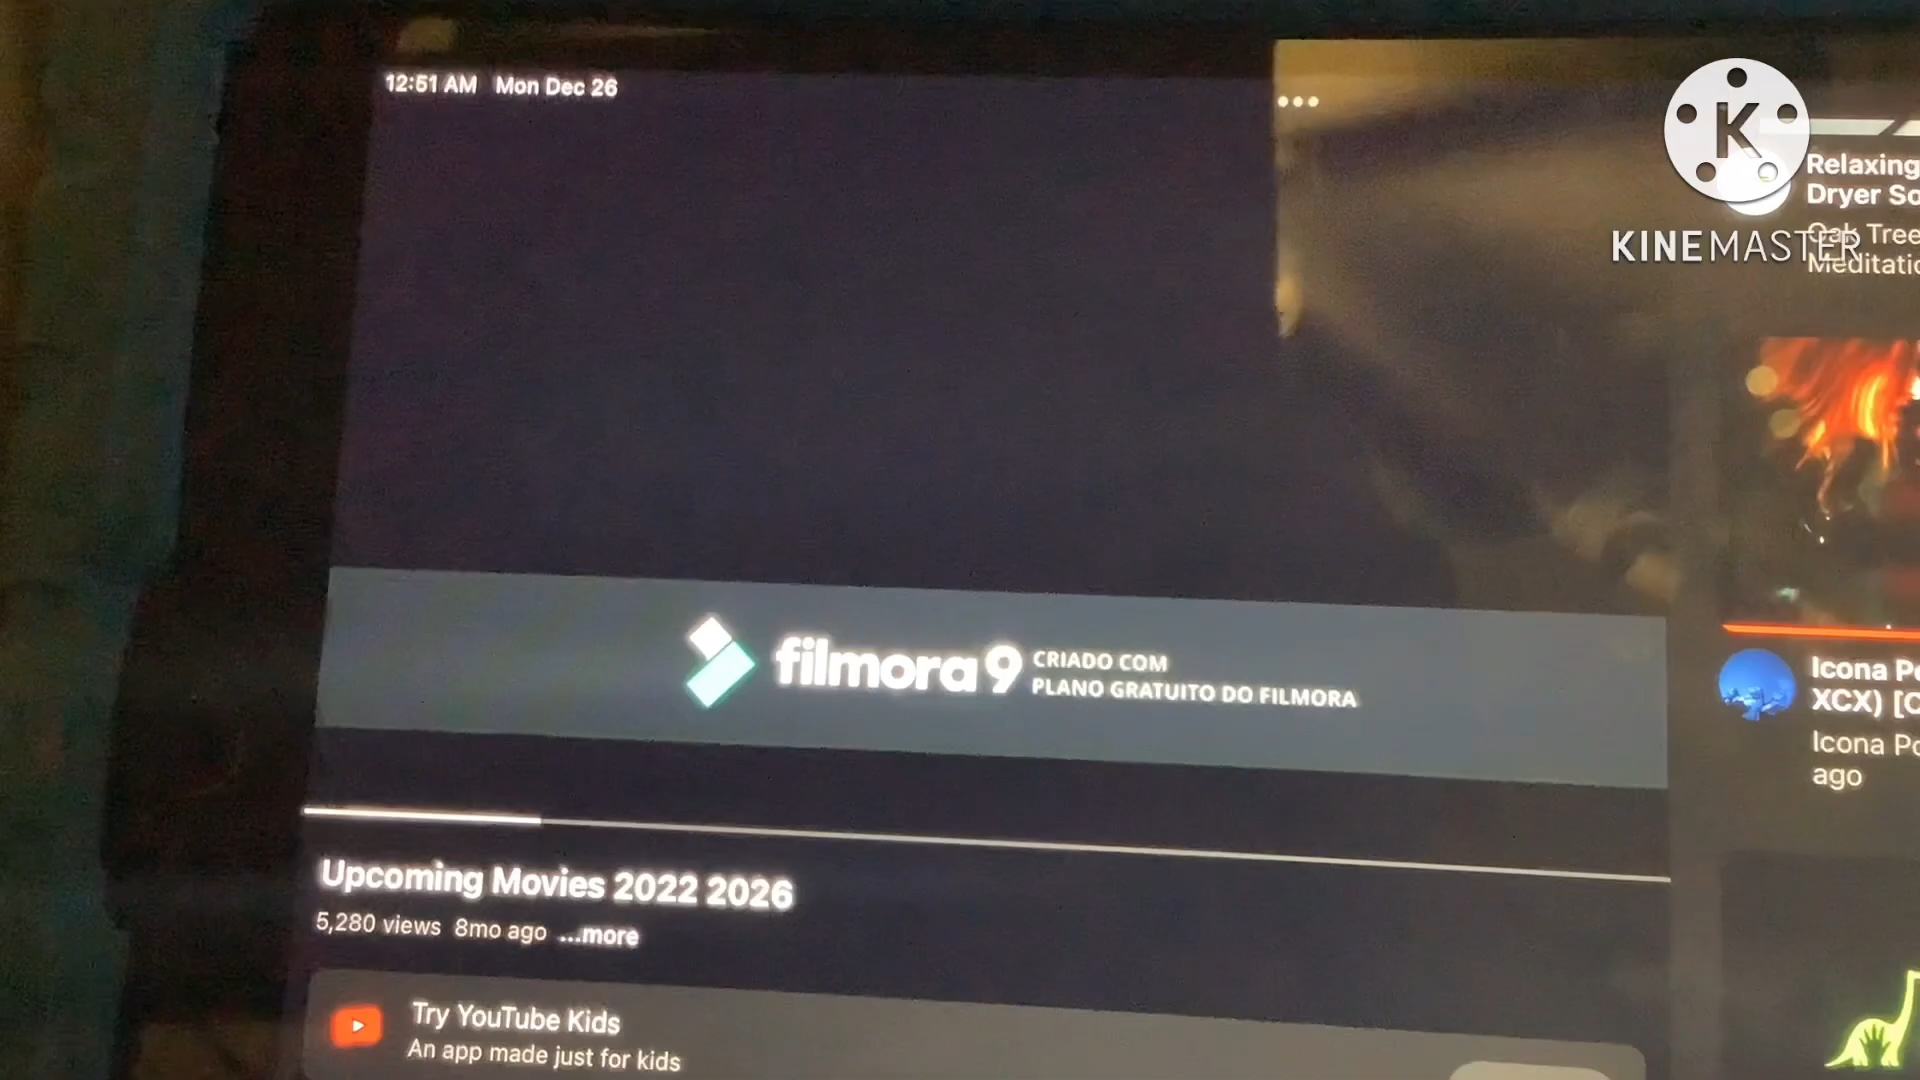 12:51 AM Mon Dec 26
K
KINEMASTER
Relaxing
Dryer
Oak Tree
filmora9 CRIADO COM
PLANO GRATUITO DO FILMORA
Icona
XCX)
Icona
ago
Upcoming Movies 2022 2026
5,280 views 8mo ago ...more
Try YouTube Kids
An app made just for kids